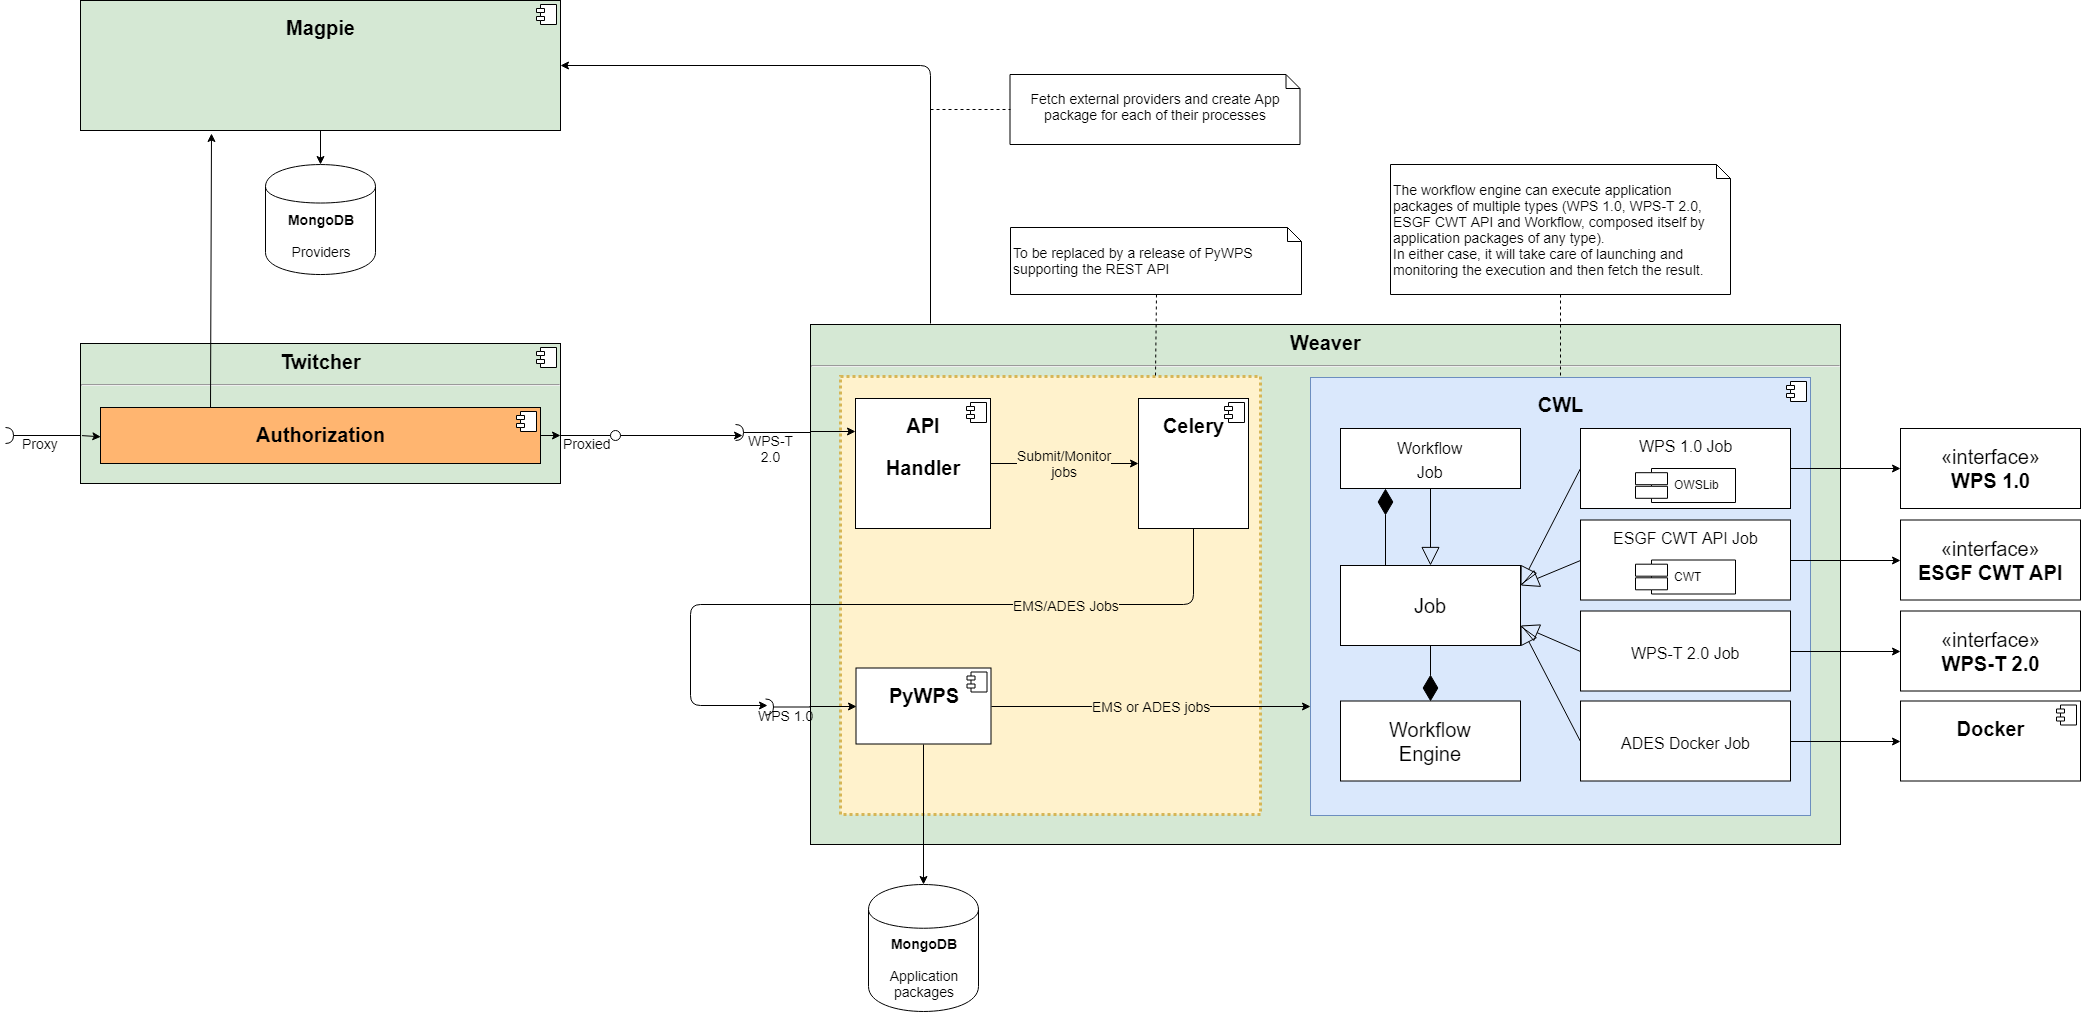 Magpie
Fetch external providers and create App
package for each of their processes
MongoDB
Providers
The workflow engine can execute application
packages of multiple types (WPS 1.0, WPS-T 2.0,
ESGF CWT API and Workflow, composed itself by
application packages of any type).
In either case, it will take care of launching and
monitoring the execution and then fetch the result.
To be replaced by a release of PyWPS
supporting the REST API
Twitcher
Authorization
Proxy
Proxied
WPS-T
2.0
Weaver
API
Handler
Submit/Monitor
jobs
Celery
EMS/ADES Jobs
WPS 1.0
PyWPS
EMS or ADES jobs
MongoDB
Application
packages
CWL
Workflow
Job
Job
Workflow
Engine
WPS 1.0 Job
OWSLib
ESGF CWT API Job
CWT
WPS-T 2.0 Job
ADES Docker Job
«interface»
WPS 1.0
«interface»
ESGF CWT API
«interface»
WPS-T 2.0
Docker